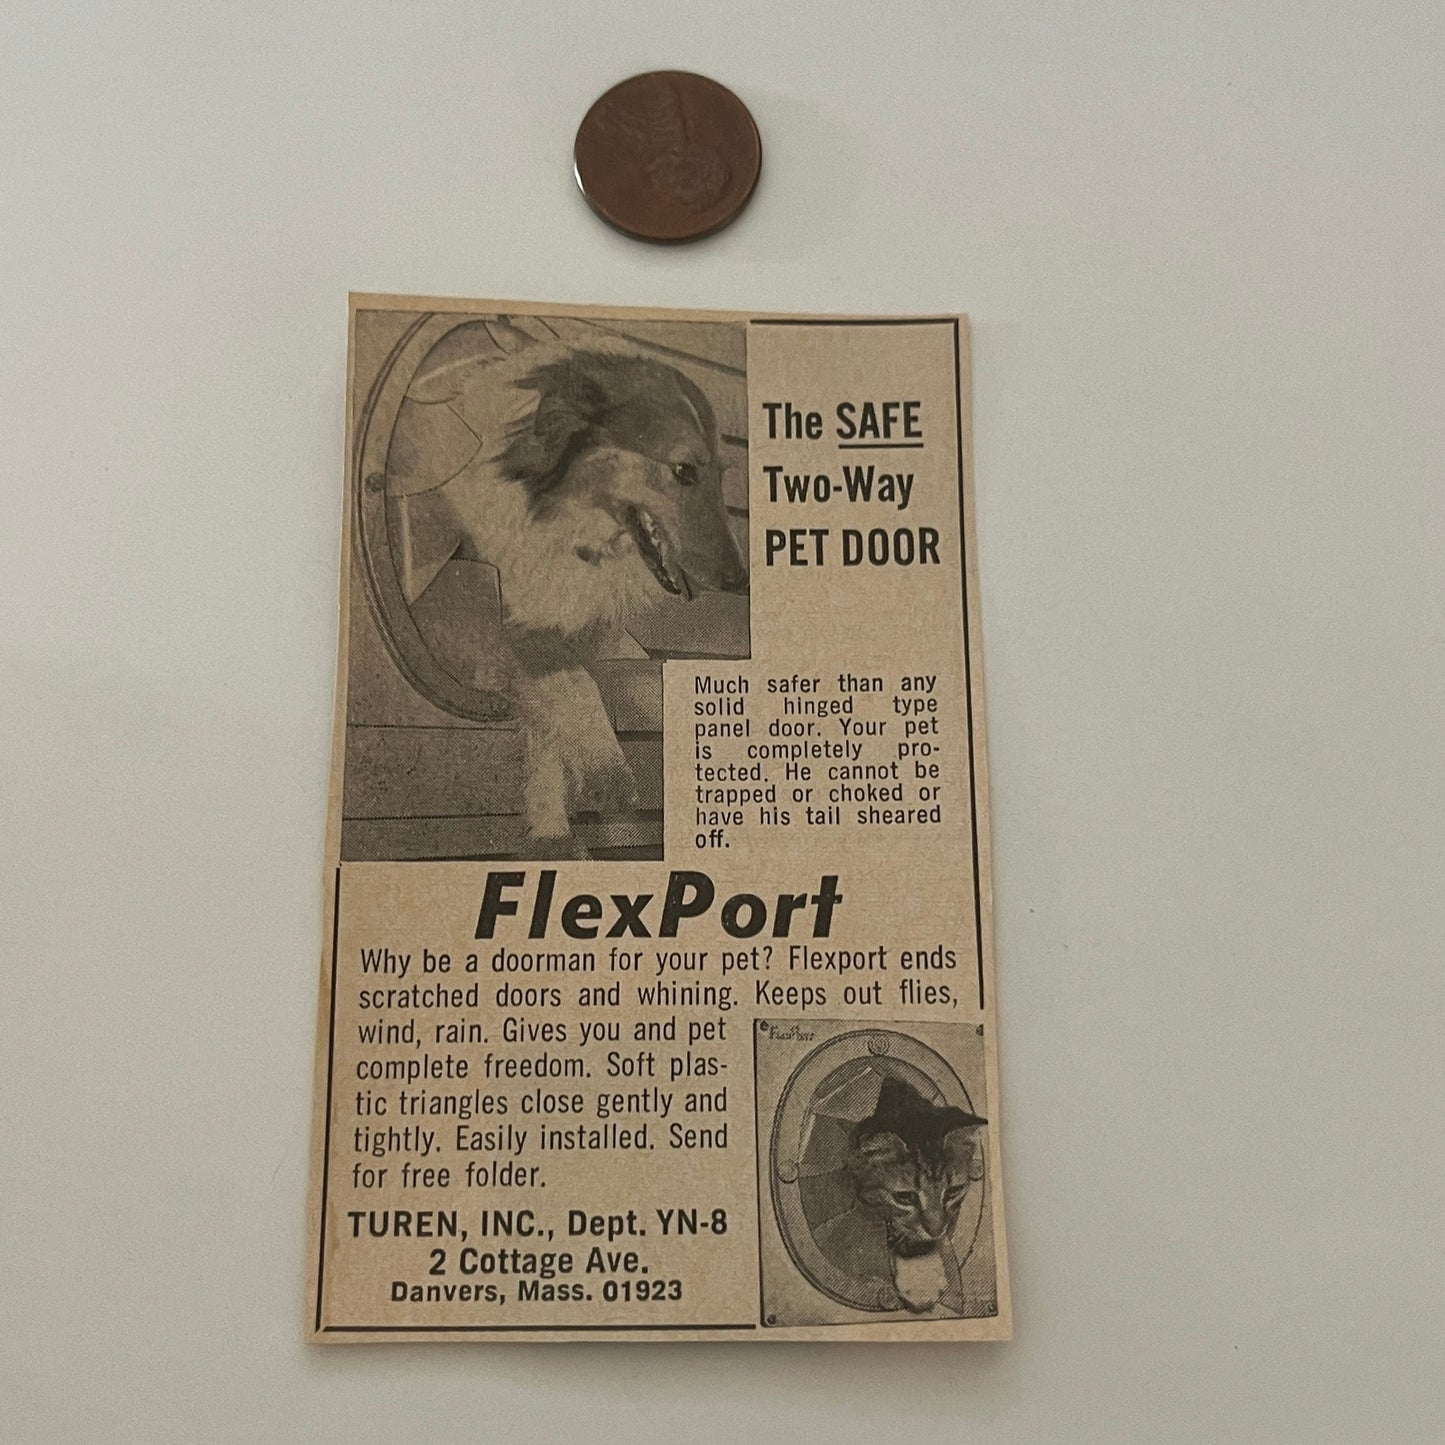 The SAFE
Two-Way
PET DOOR
Much safer than any
solid hinged type
panel door. Your pet
is completely pro-
tected. He cannot be
trapped or choked or
have his tail sheared
off.
FlexPort
Why be a doorman for your pet? Flexport ends
scratched doors and whining. Keeps out flies,
wind, rain. Gives you and pet
complete freedom. Soft plas-
tic triangles close gently and
tightly. Easily installed. Send
for free folder.
FlexPort
TUREN, INC., Dept. YN-8
2 Cottage Ave.
Danvers, Mass. 01923